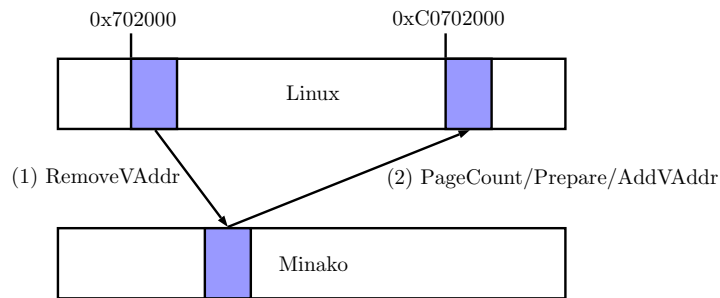 0x702000
0xC0702000
Linux
(1) RemoveVAddr
(2) PageCount/Prepare/AddVAddr
Minako